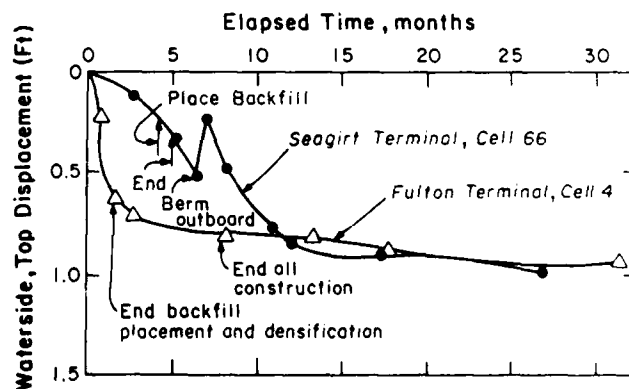 Elapsed Time, months
0 5 10 15 20 25 30
Waterside, Top Displacement (Ft)
0
0.5
1.0
1.5
Place Backfill
End
Berm
outboard
Seagirt Terminal, Cell 66
Fulton Terminal, Cell 4
End all
construction
End backfill
placement and densification